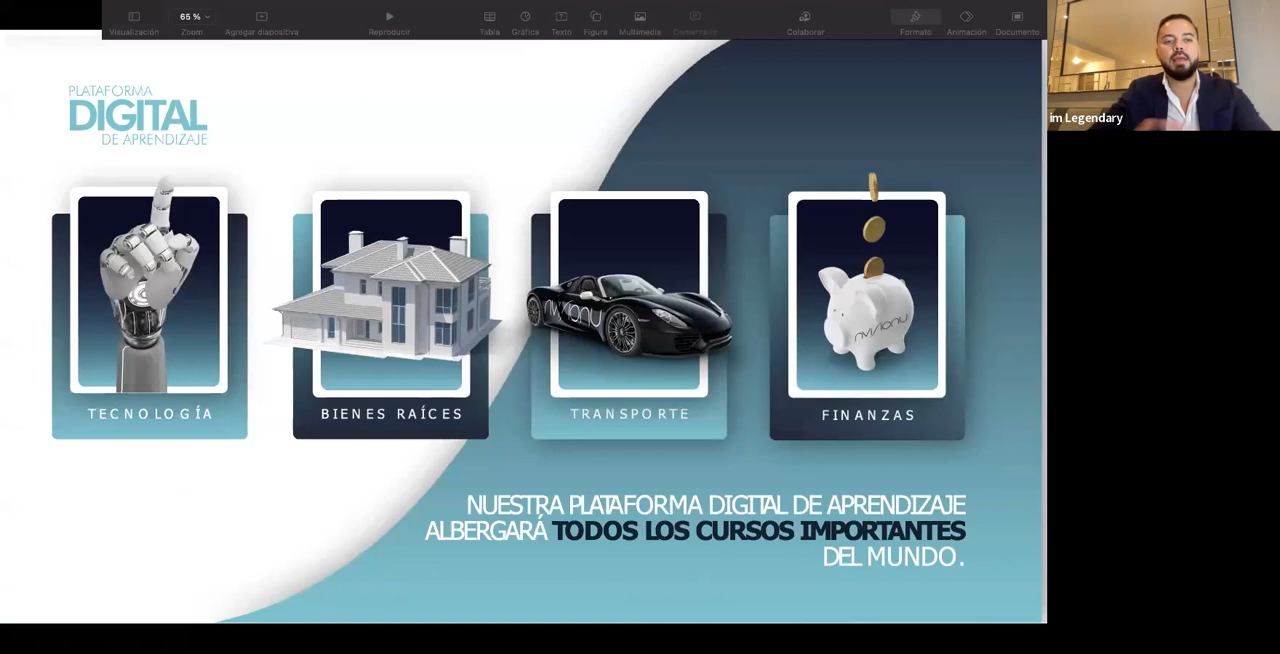 65 %
Visualización
Zoom
Agregar diapositiva
Reproducir
Tabla
Gráfica
Texto
Figura
Multimedia
Comentario
Colaborar
Formato
Animación
Documento
im Legendary
PLATAFORMA
DIGITAL
DE APRENDIZAJE
TECNOLOGÍA
BIENES RAÍCES
TRANSPORTE
FINANZAS
NUESTRA PLATAFORMA DIGITAL DE APRENDIZAJE
ALBERGARÁ TODOS LOS CURSOS IMPORTANTES
DEL MUNDO.